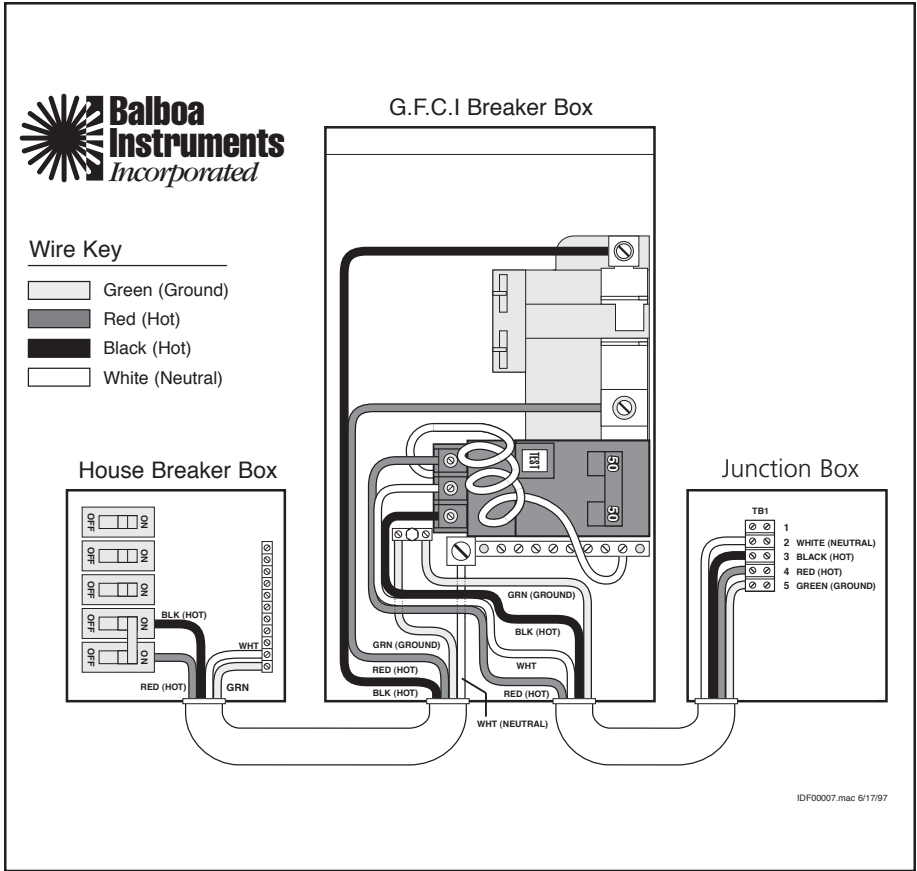 Balboa
Instruments
Incorporated
G.F.C.I Breaker Box
Wire Key
Green (Ground)
Red (Hot)
Black (Hot)
White (Neutral)
House Breaker Box
OFF ON
OFF ON
OFF ON
OFF ON
OFF ON
BLK (HOT)
WHT
RED (HOT)
GRN
TEST
50
50
GRN (GROUND)
BLK (HOT)
GRN (GROUND)
WHT
RED (HOT)
BLK (HOT)
RED (HOT)
WHT (NEUTRAL)
Junction Box
TB1
1
2 WHITE (NEUTRAL)
3 BLACK (HOT)
4 RED (HOT)
5 GREEN (GROUND)
IDF00007.mac 6/17/97